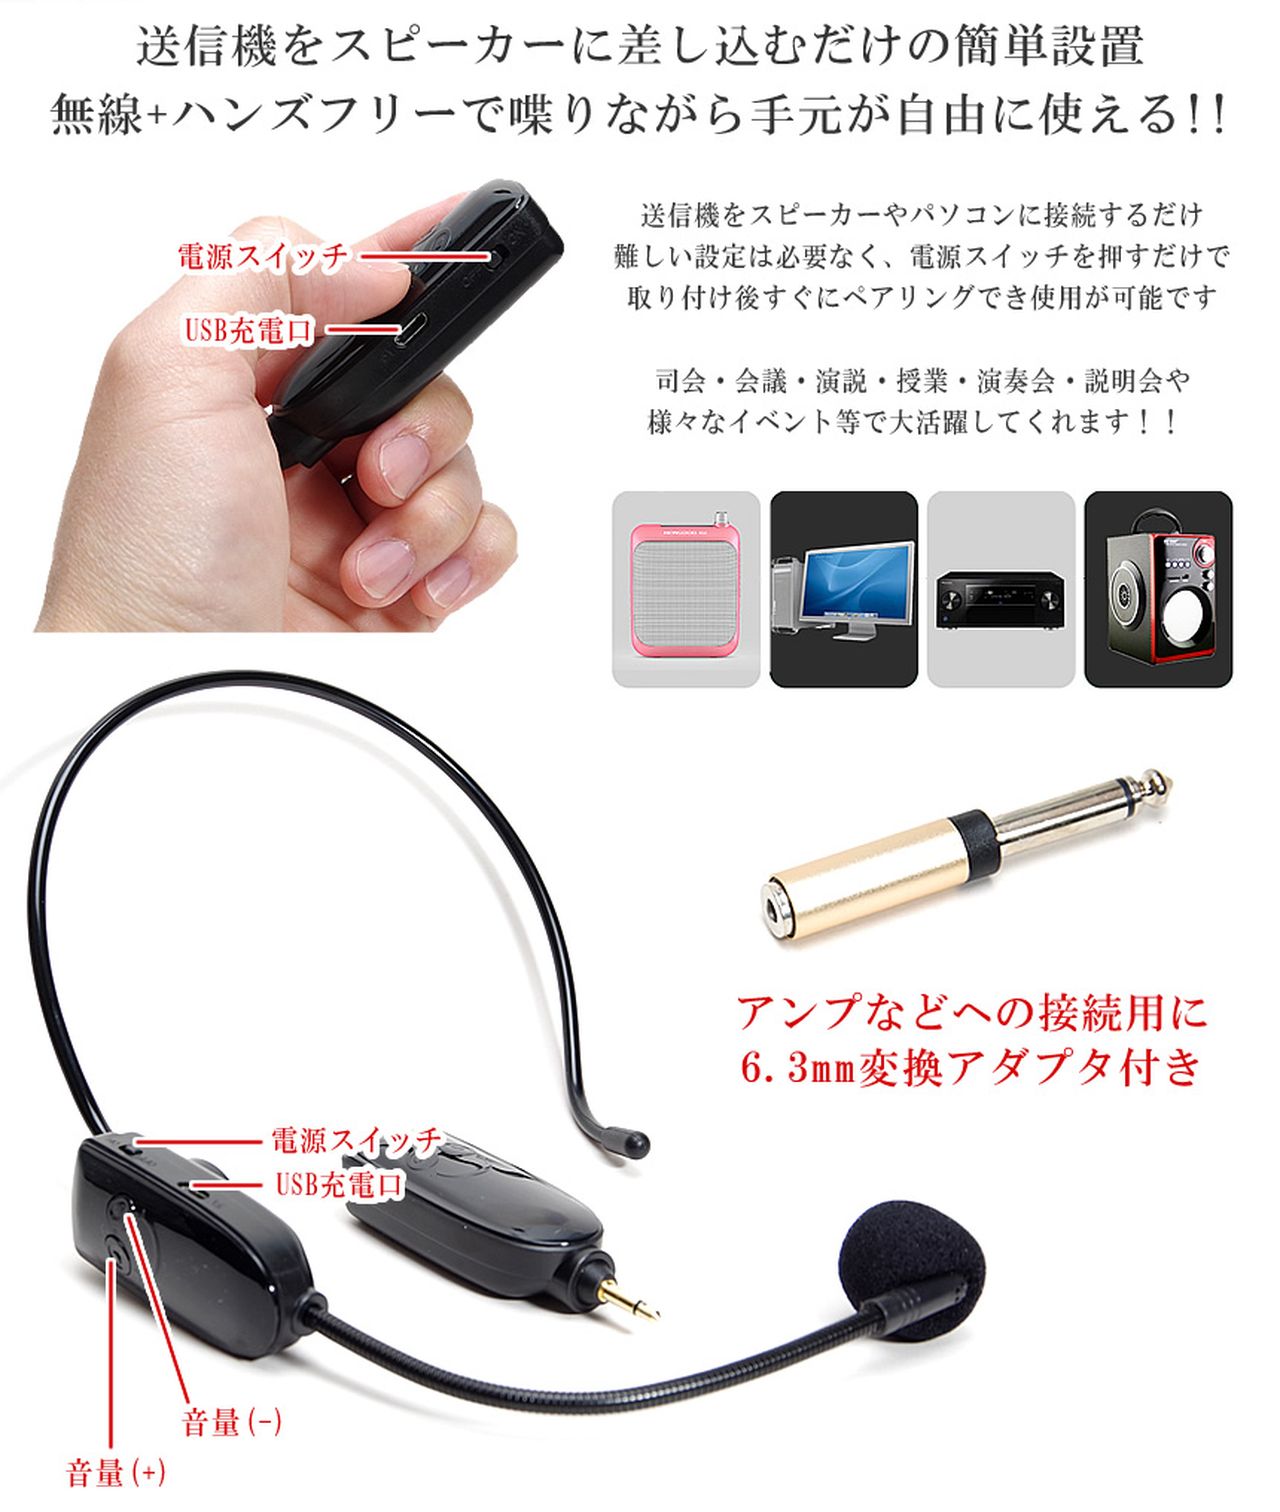 送信機をスピーカーに差し込むだけの簡単設置
無線+ハンズフリーで喋りながら手元が自由に使える!!
電源スイッチ
USB充電口
送信機をスピーカーやパソコンに接続するだけ
難しい設定は必要なく、電源スイッチを押すだけで
取り付け後すぐにペアリングでき使用が可能です
司会・会議・演説・授業・演奏会・説明会や
様々なイベント等で大活躍してくれます！！
アンプなどへの接続用に
6.3mm変換アダプタ付き
電源スイッチ
USB充電口
音量(-)
音量(+)